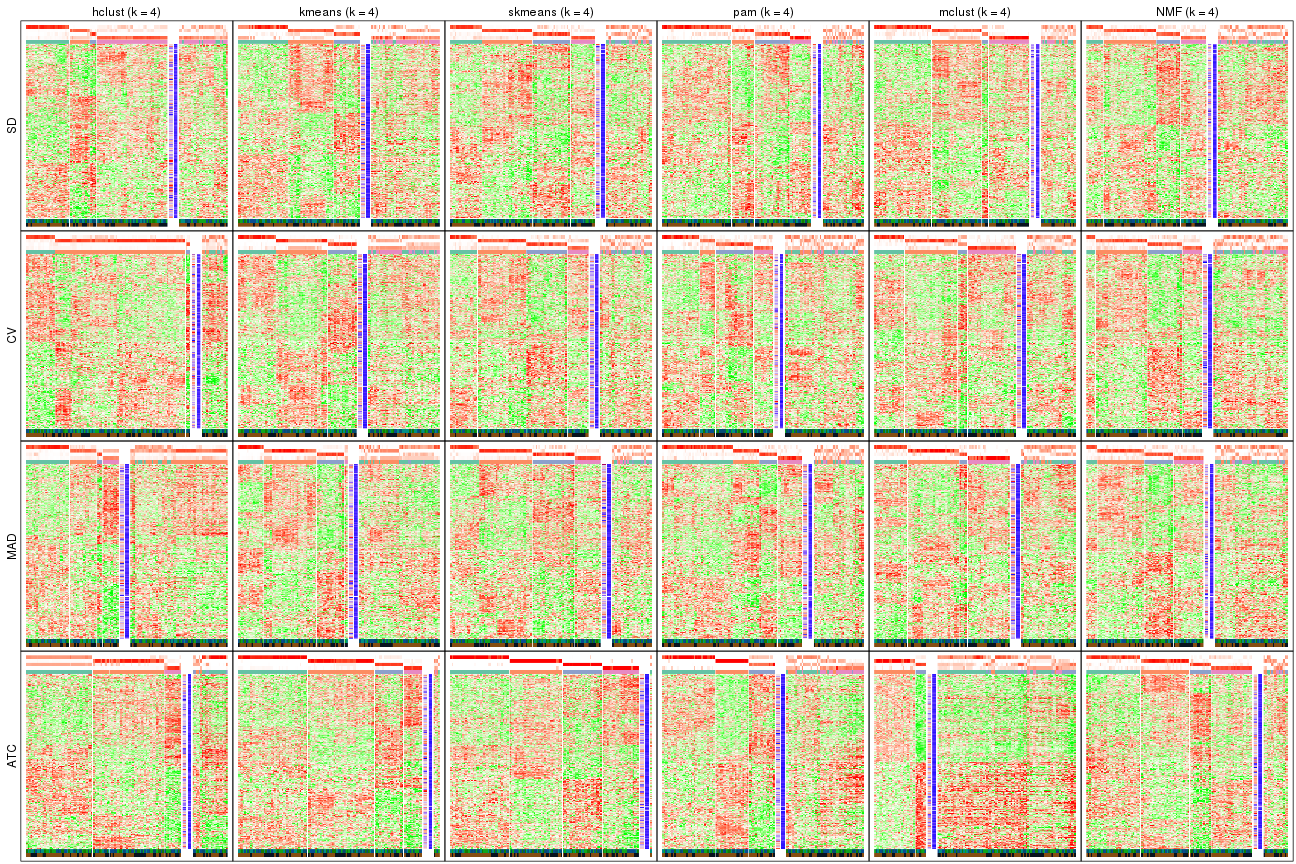 hclust (k = 4) kmeans (k = 4) skmeans (k = 4) pam (k = 4) mclust (k = 4) NMF (k = 4)
SD
CV
MAD
ATC